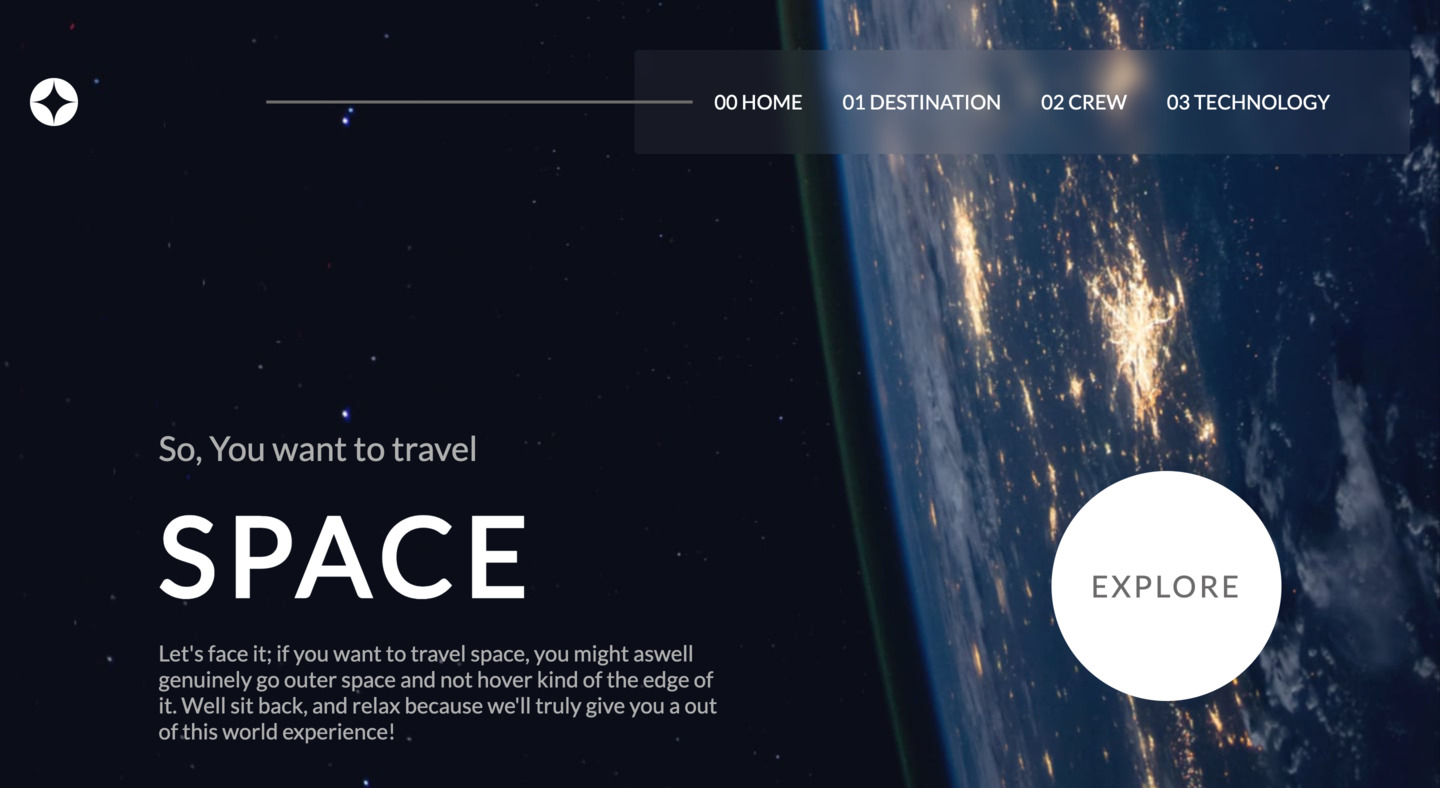 00 HOME 01 DESTINATION 02 CREW 03 TECHNOLOGY
So, You want to travel
SPACE
EXPLORE
Let's face it; if you want to travel space, you might aswell
genuinely go outer space and not hover kind of the edge of
it. Well sit back, and relax because we'll truly give you a out
of this world experience!